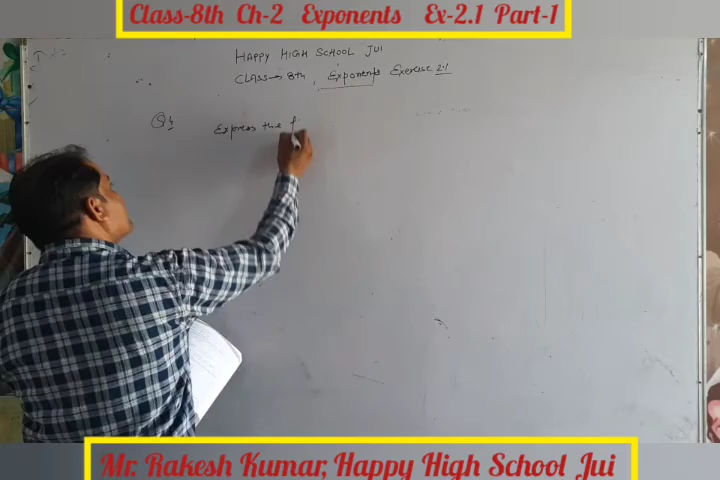 Class-8th Ch-2 Exponents Ex-2.1 Part-1
HAPPY HIGH SCHOOL JUI
CLASS→ 8th, Exponents Exercise 2.1
Q4 Express the f
Mr. Rakesh Kumar, Happy High School Jui